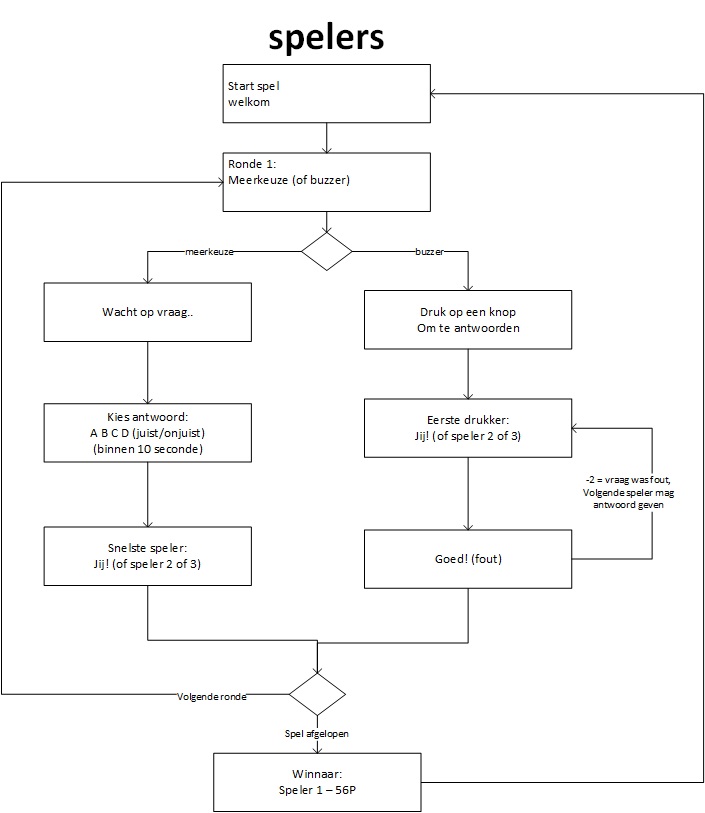 spelers
Start spel
welkom
Ronde 1:
Meerkeuze (of buzzer)
meerkeuze
buzzer
Wacht op vraag..
Druk op een knop
Om te antwoorden
Kies antwoord:
A B C D (juist/onjuist)
(binnen 10 seconde)
Eerste drukker:
Jij! (of speler 2 of 3)
-2 = vraag was fout,
Volgende speler mag
antwoord geven
Snelste speler:
Jij! (of speler 2 of 3)
Goed! (fout)
Volgende ronde
Spel afgelopen
Winnaar:
Speler 1 – 56P